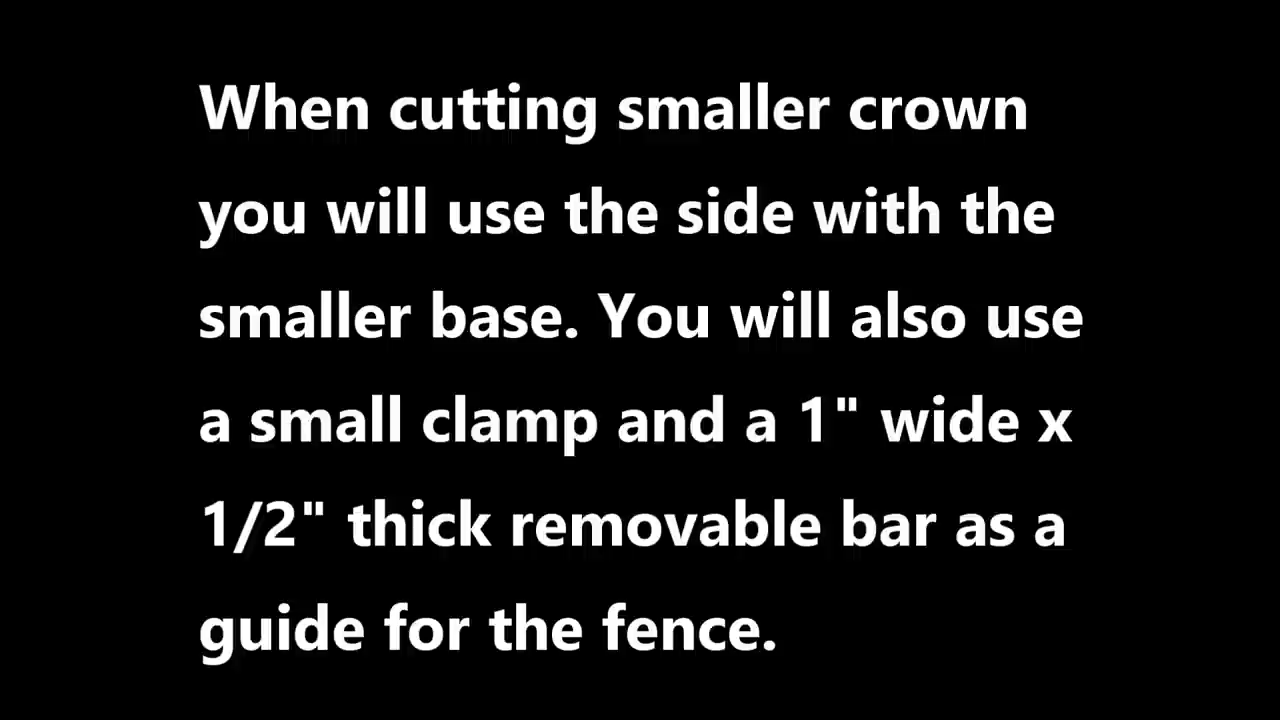 When cutting smaller crown
you will use the side with the
smaller base. You will also use
a small clamp and a 1" wide x
1/2" thick removable bar as a
guide for the fence.